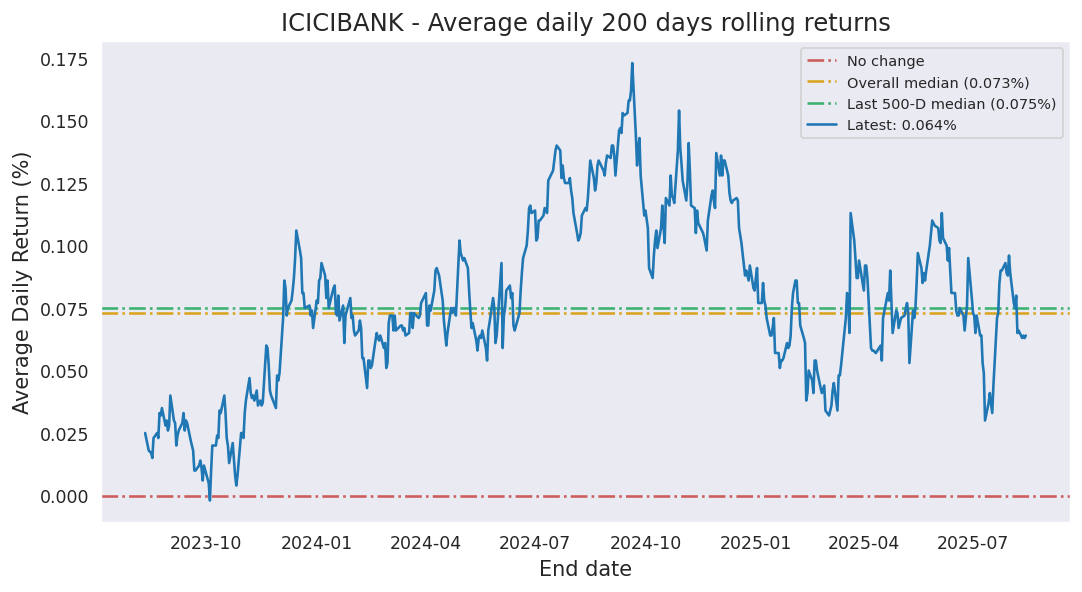 ICICIBANK - Average daily 200 days rolling returns
No change
Overall median (0.073%)
Last 500-D median (0.075%)
Latest: 0.064%
Average Daily Return (%)
0.175
0.150
0.125
0.100
0.075
0.050
0.025
0.000
2023-10 2024-01 2024-04 2024-07 2024-10 2025-01 2025-04 2025-07
End date